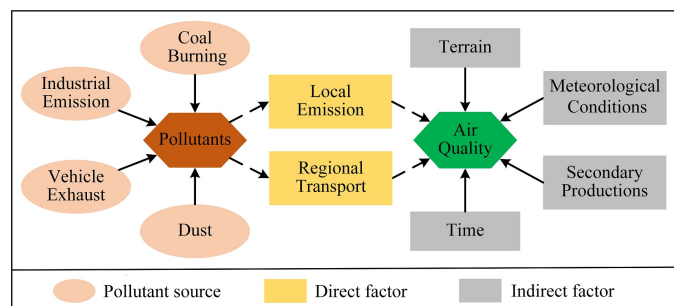 Coal
Burning
Industrial
Emission
Vehicle
Exhaust
Dust
Pollutants
Local
Emission
Regional
Transport
Terrain
Air
Quality
Time
Meteorological
Conditions
Secondary
Productions
Pollutant source
Direct factor
Indirect factor